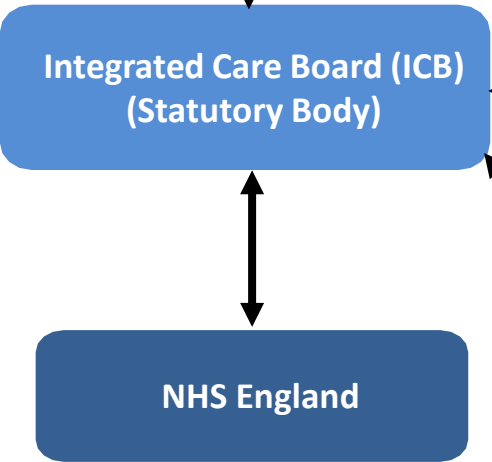 Integrated Care Board (ICB)
(Statutory Body)
NHS England